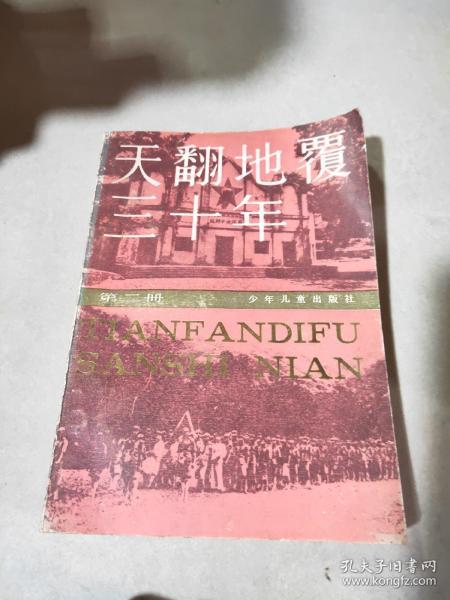 天翻地覆
三十年
第二册 少年儿童出版社
TIANFANDIFU
SANSHI NIAN
孔夫子旧书网
www.kongfz.com